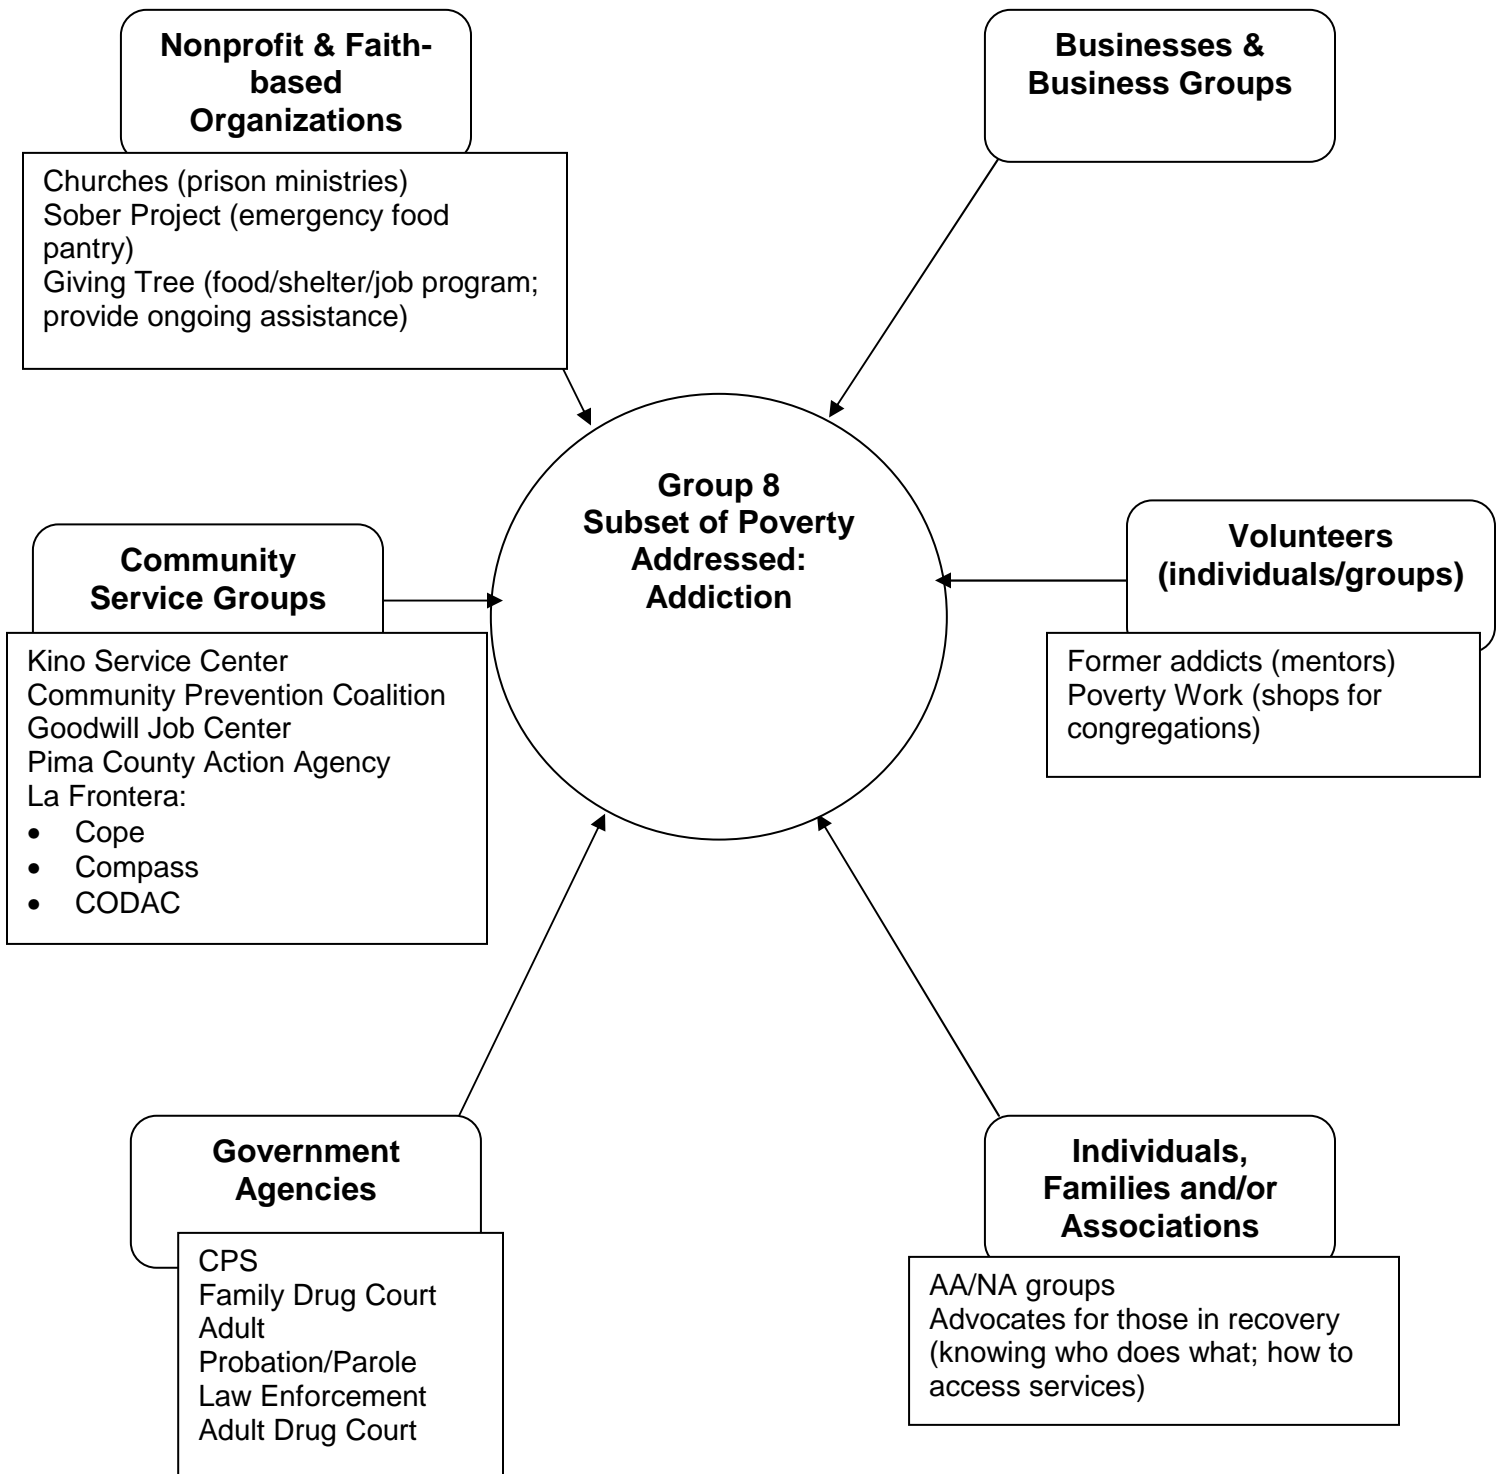 Nonprofit & Faith-
based
Organizations
Churches (prison ministries)
Sober Project (emergency food
pantry)
Giving Tree (food/shelter/job program;
provide ongoing assistance)
Businesses &
Business Groups
Group 8
Subset of Poverty
Addressed:
Addiction
Community
Service Groups
Kino Service Center
Community Prevention Coalition
Goodwill Job Center
Pima County Action Agency
La Frontera:
• Cope
• Compass
• CODAC
Volunteers
(individuals/groups)
Former addicts (mentors)
Poverty Work (shops for
congregations)
Government
Agencies
CPS
Family Drug Court
Adult
Probation/Parole
Law Enforcement
Adult Drug Court
Individuals,
Families and/or
Associations
AA/NA groups
Advocates for those in recovery
(knowing who does what; how to
access services)